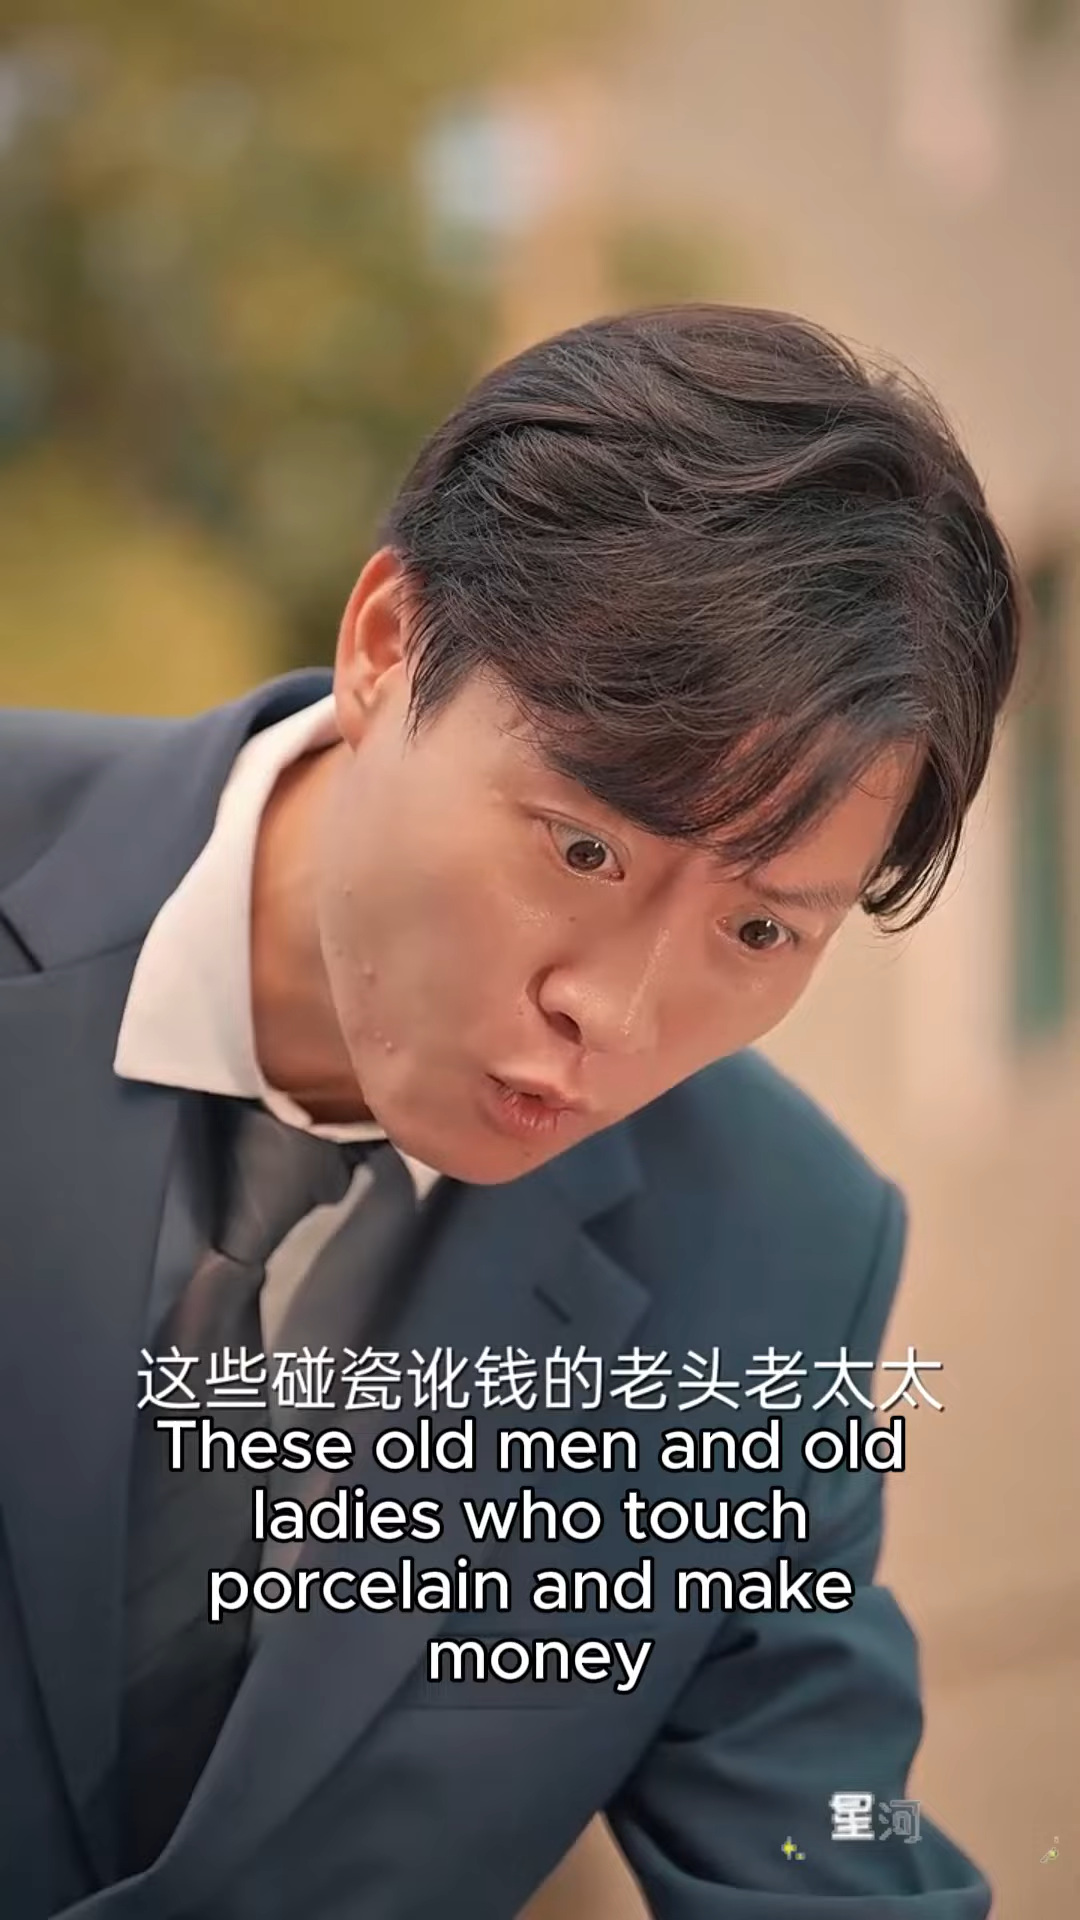 这些碰瓷讹钱的老头老太太
These old men and old
ladies who touch
porcelain and make
money
星河